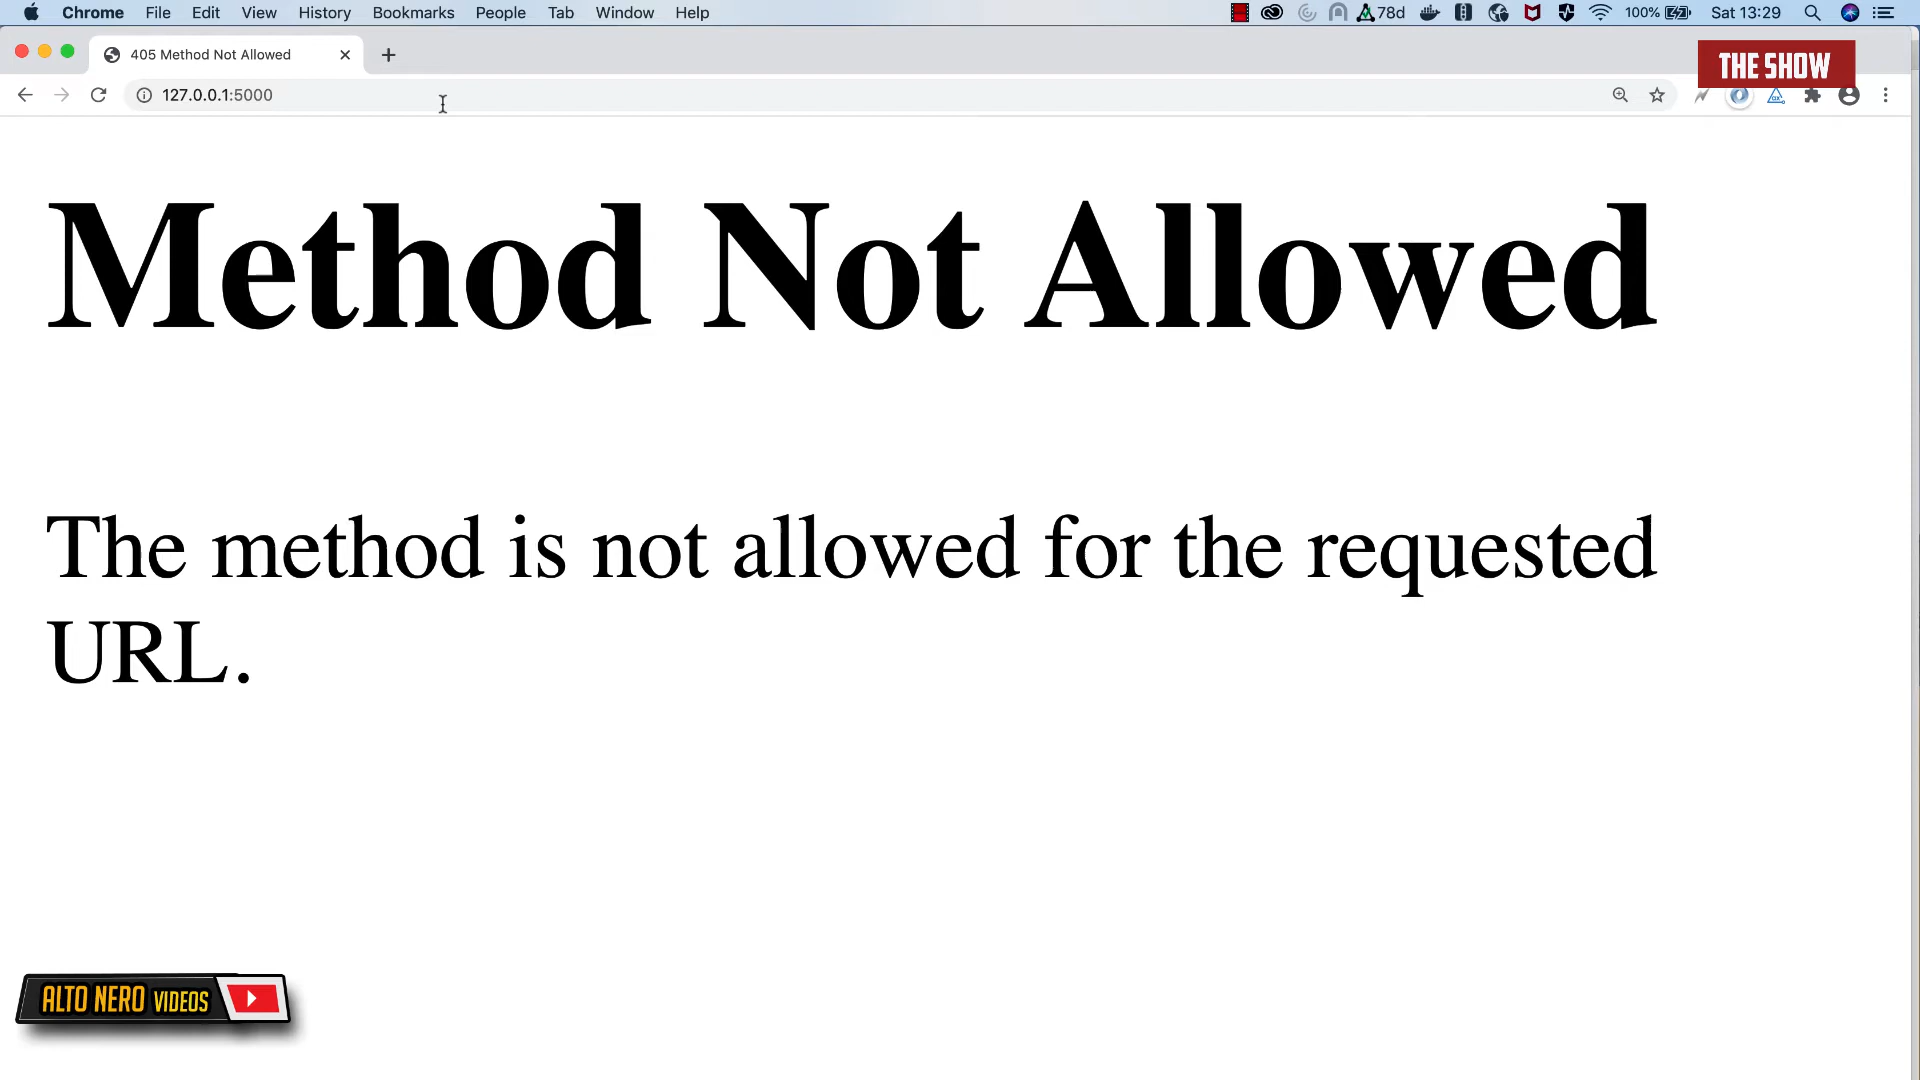 Chrome File Edit View History Bookmarks People Tab Window Help 78d 100% Sat 13:29
405 Method Not Allowed
THE SHOW
127.0.0.1:5000
Method Not Allowed
The method is not allowed for the requested
URL.
ALTO NERO VIDEOS